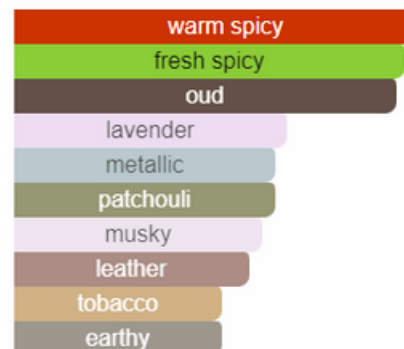 warm spicy
fresh spicy
oud
lavender
metallic
patchouli
musky
leather
tobacco
earthy